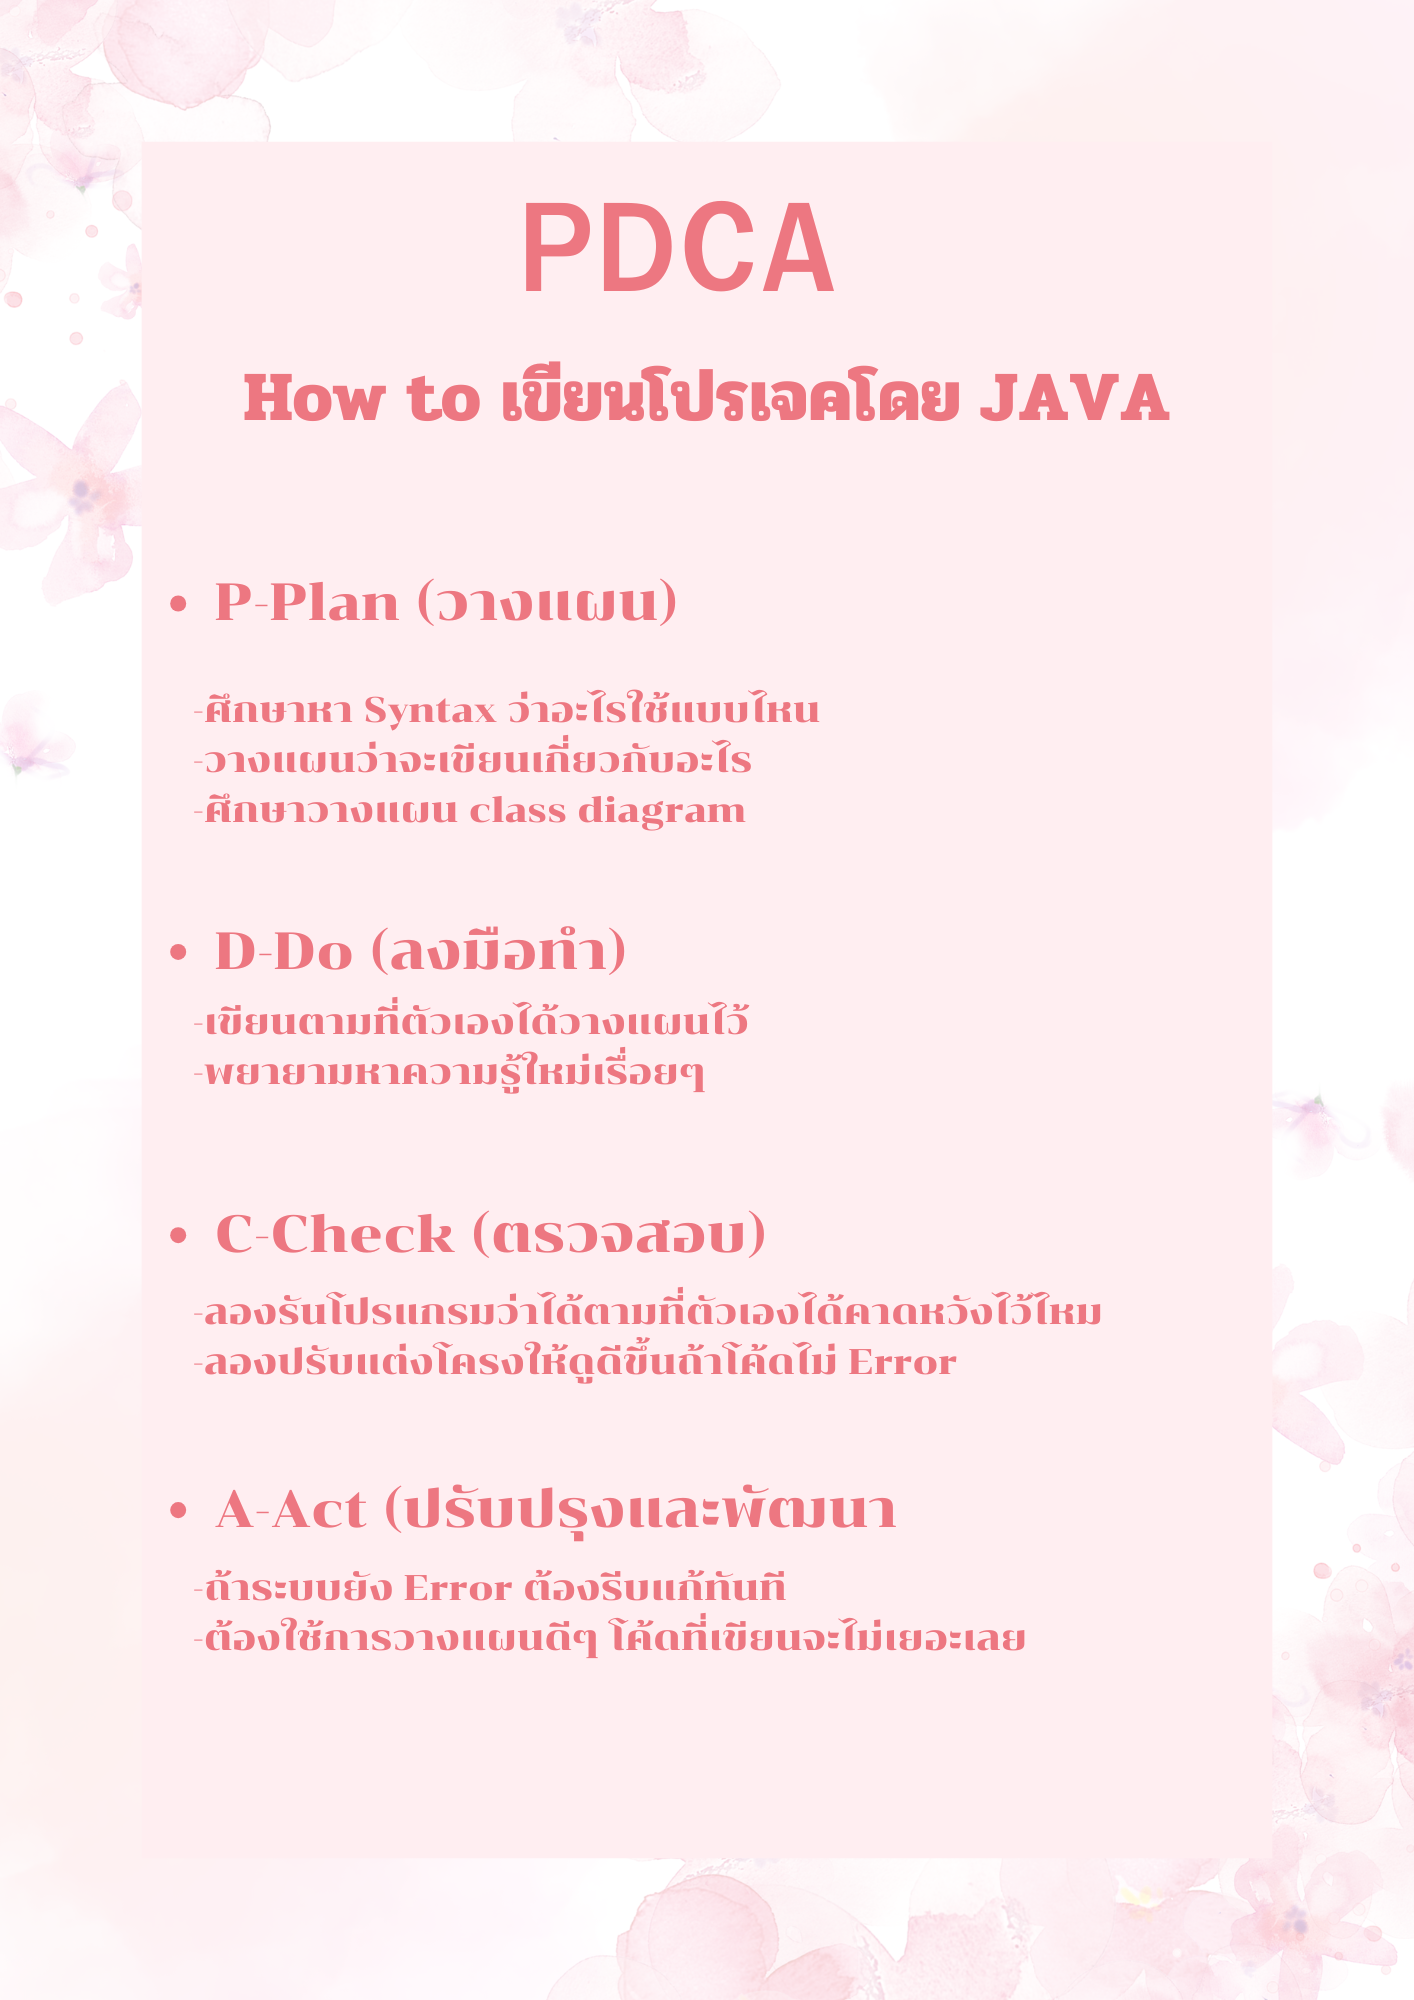 PDCA
How to เขียนโปรเจคโดย JAVA
• P-Plan (วางแผน)
-ศึกษาหา Syntax ว่าอะไรใช้แบบไหน
-วางแผนว่าจะเขียนเกี่ยวกับอะไร
-ศึกษาวางแผน class diagram
• D-Do (ลงมือทำ)
-เขียนตามที่ตัวเองได้วางแผนไว้
-พยายามหาความรู้ใหม่เรื่อยๆ
• C-Check (ตรวจสอบ)
-ลองรันโปรแกรมว่าได้ตามที่ตัวเองได้คาดหวังไว้ไหม
-ลองปรับแต่งโครงให้ดูดีขึ้นถ้าโค้ดไม่ Error
• A-Act (ปรับปรุงและพัฒนา
-ถ้าระบบยัง Error ต้องรีบแก้ทันที
-ต้องใช้การวางแผนดีๆ โค้ดที่เขียนจะไม่เยอะเลย